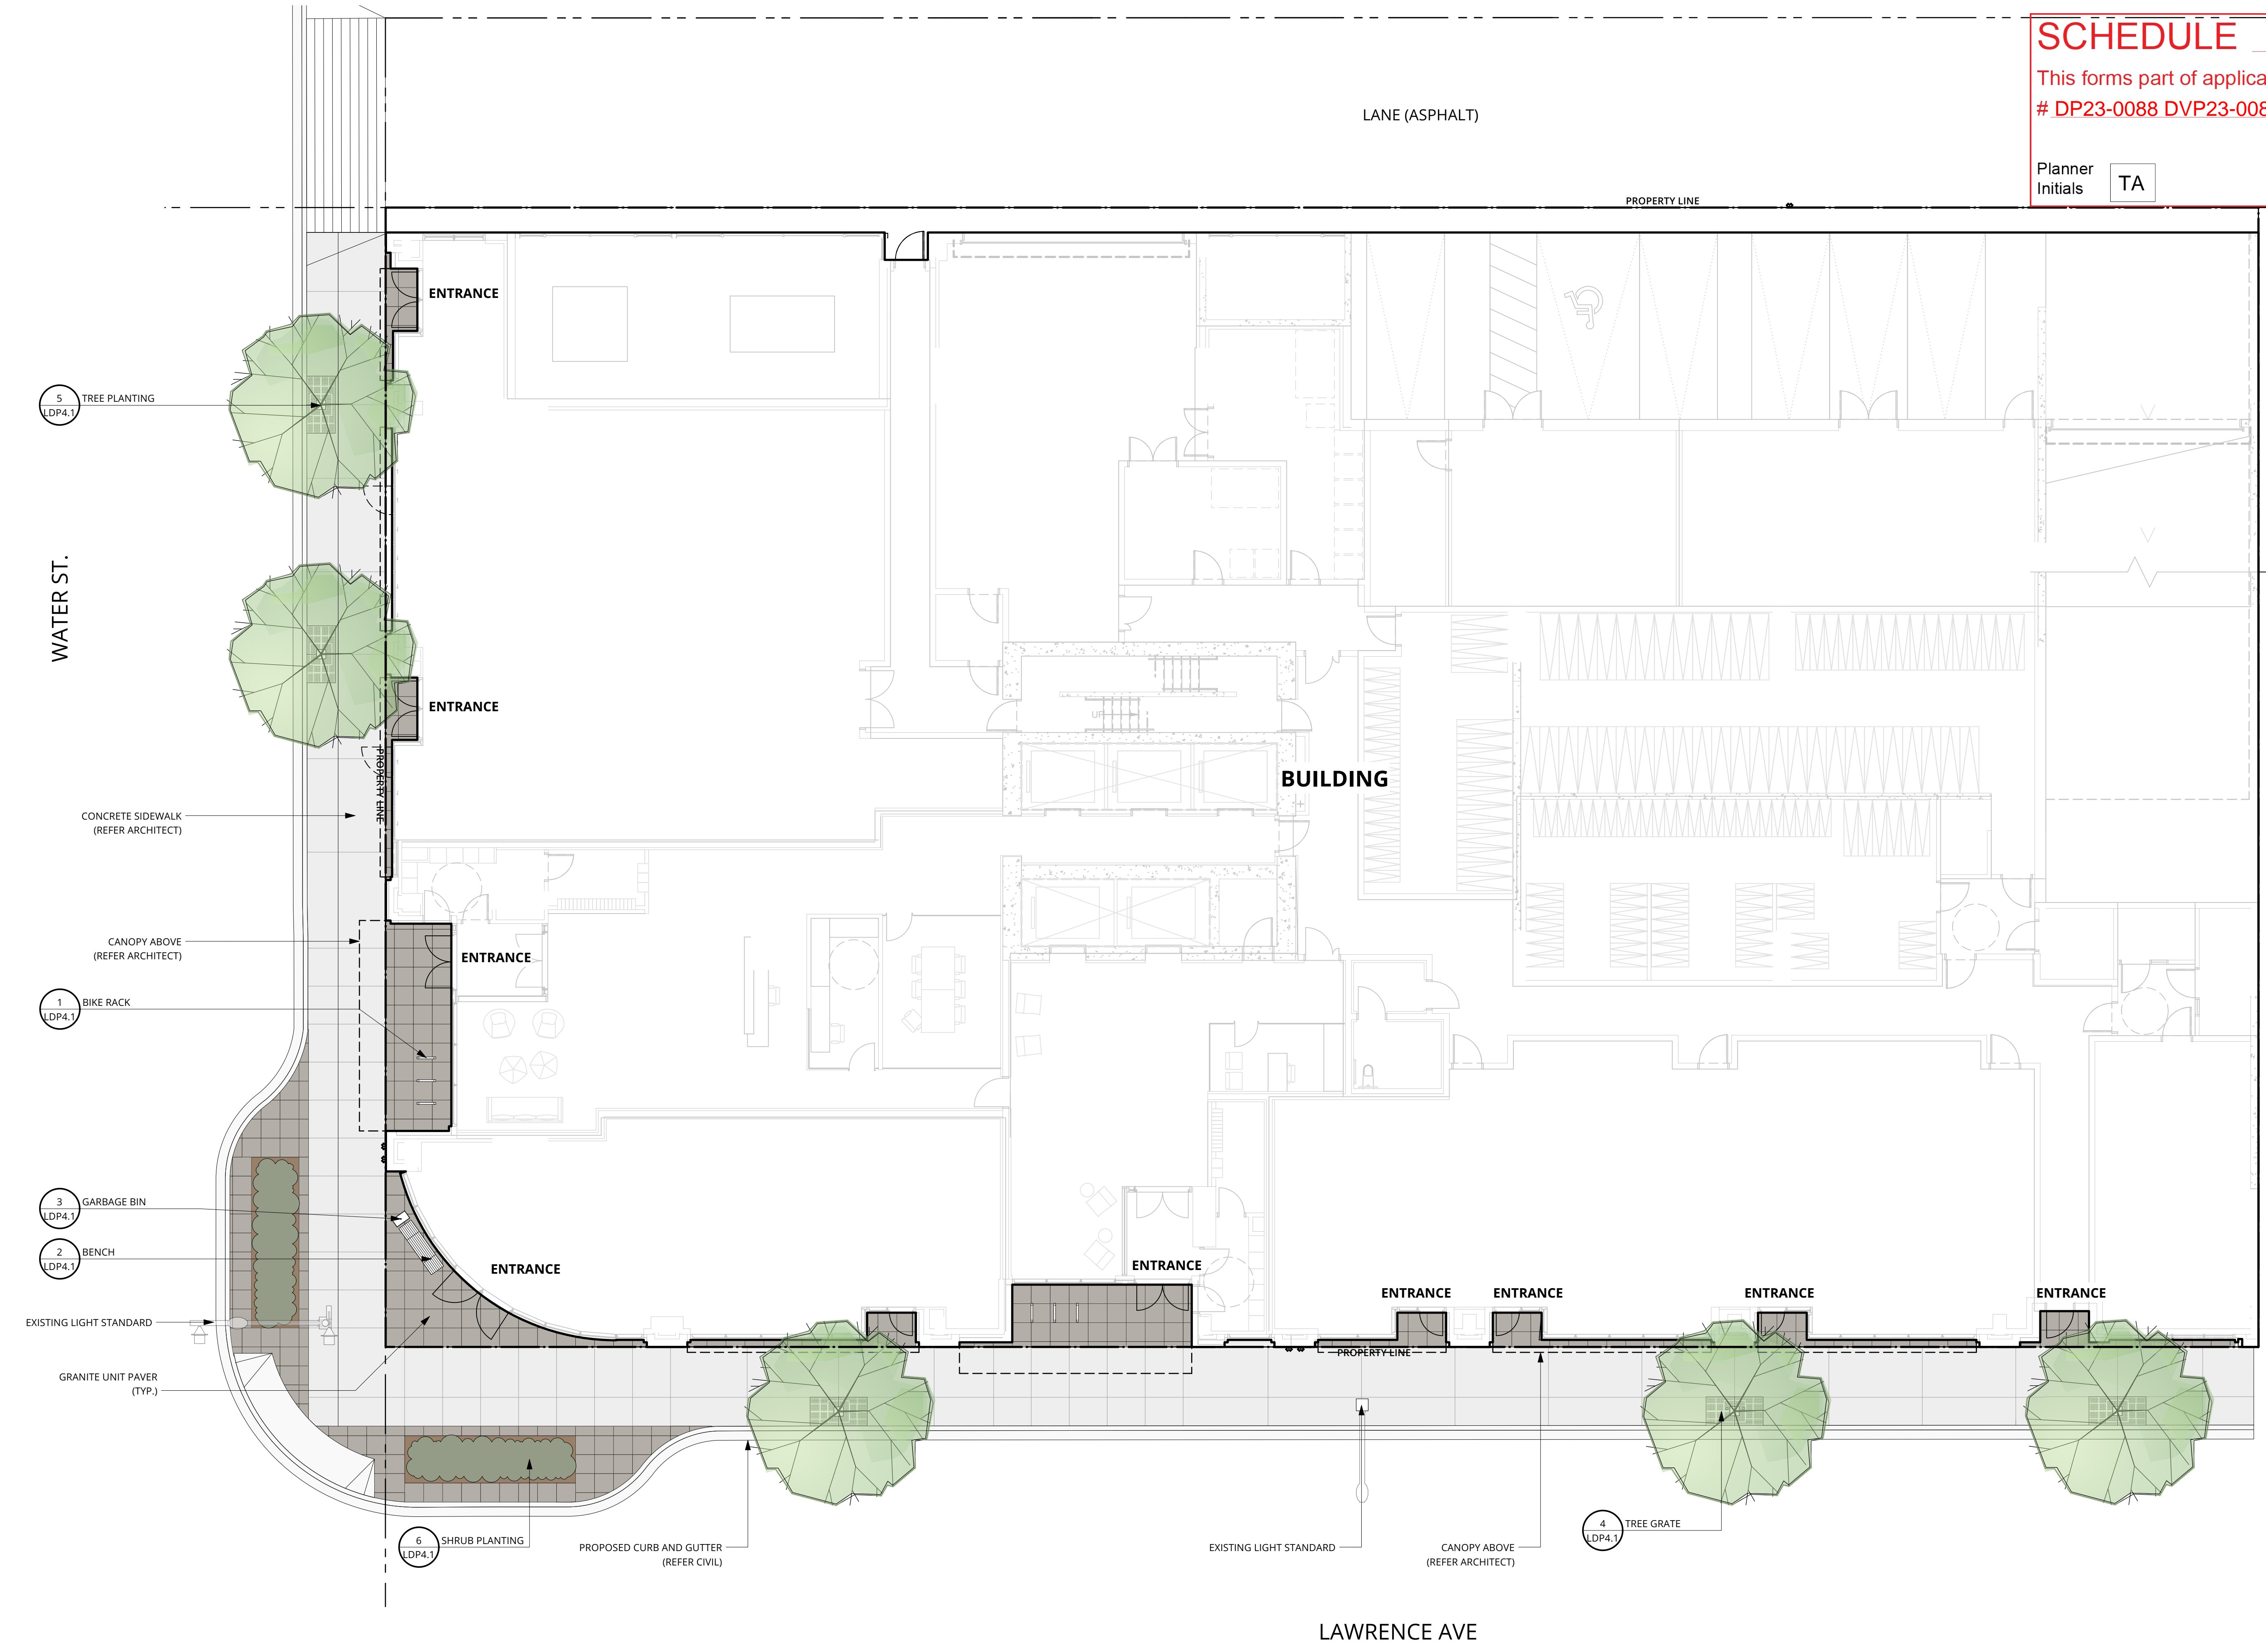 SCHEDULE
This forms part of applica
# DP23-0088 DVP23-008
Planner
Initials
TA
LANE (ASPHALT)
PROPERTY LINE
ENTRANCE
5
LDP4.1
TREE PLANTING
WATER ST.
ENTRANCE
UP
PROPERTY LINE
BUILDING
CONCRETE SIDEWALK
(REFER ARCHITECT)
CANOPY ABOVE
(REFER ARCHITECT)
ENTRANCE
1
LDP4.1
BIKE RACK
3
LDP4.1
GARBAGE BIN
2
LDP4.1
BENCH
ENTRANCE
ENTRANCE
ENTRANCE
ENTRANCE
ENTRANCE
ENTRANCE
EXISTING LIGHT STANDARD
PROPERTY LINE
GRANITE UNIT PAVER
(TYP.)
6
LDP4.1
SHRUB PLANTING
PROPOSED CURB AND GUTTER
(REFER CIVIL)
EXISTING LIGHT STANDARD
CANOPY ABOVE
(REFER ARCHITECT)
4
LDP4.1
TREE GRATE
LAWRENCE AVE